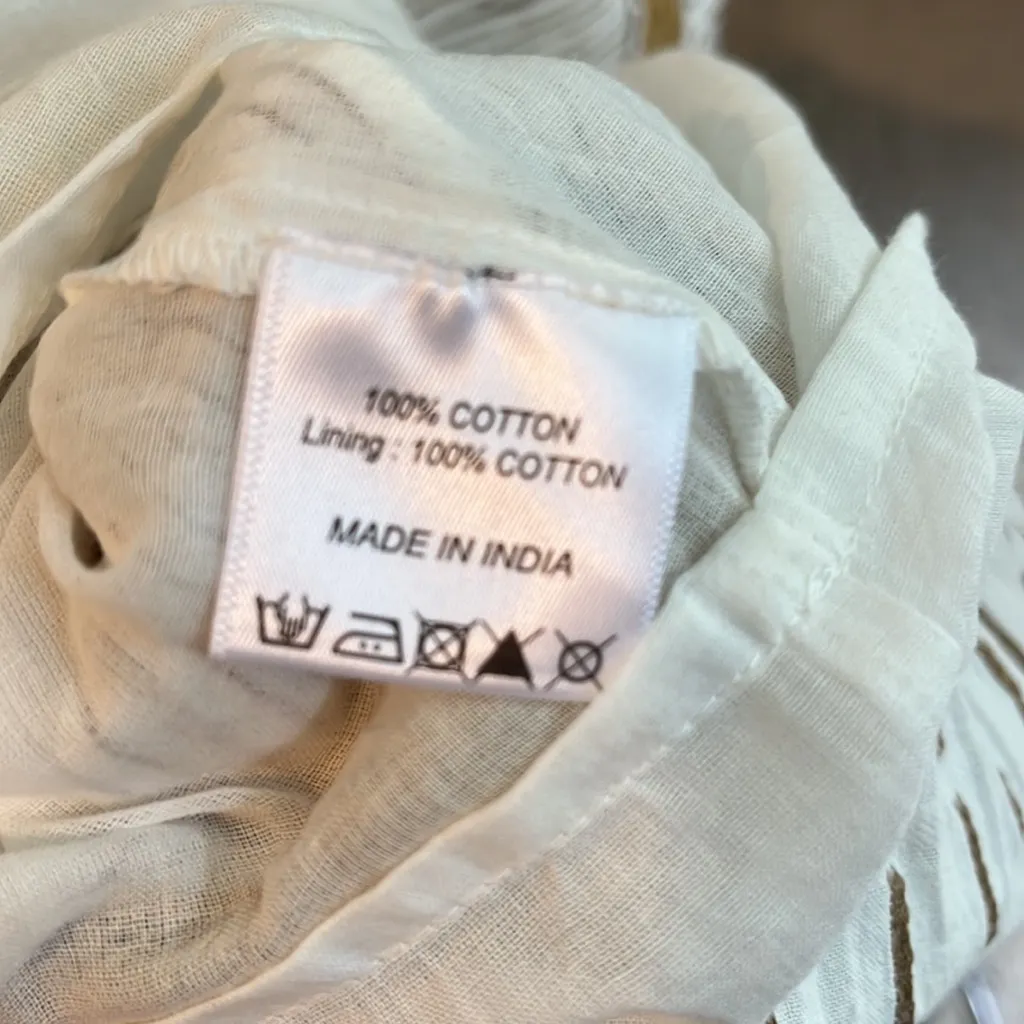 100% COTTON
Lining : 100% COTTON
MADE IN INDIA